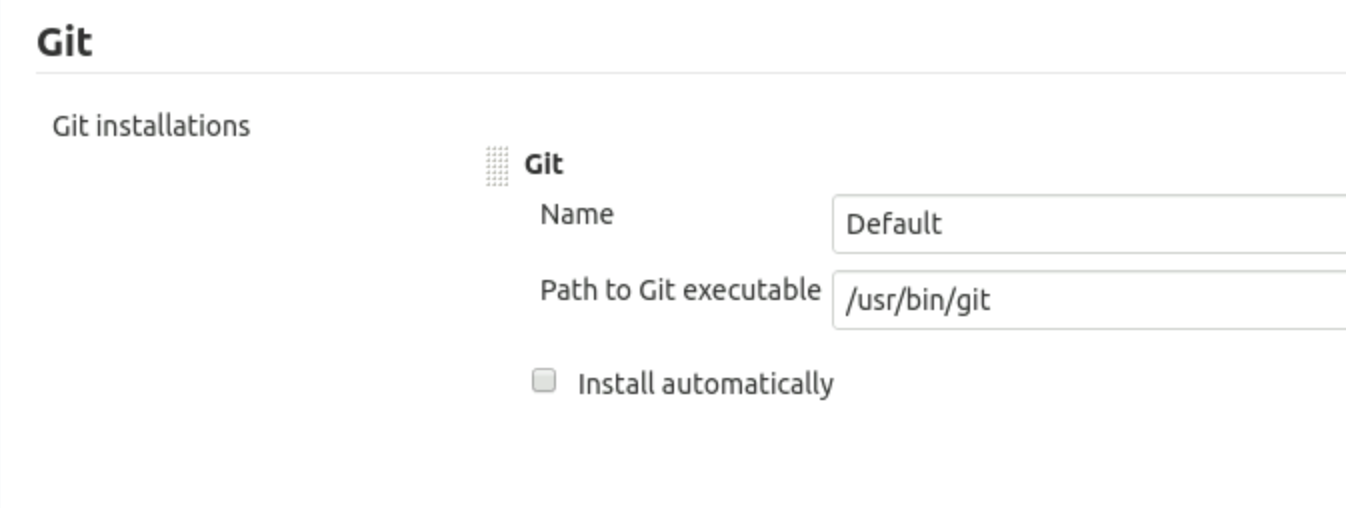 Git
Git installations
Git
Name
Default
Path to Git executable
/usr/bin/git
Install automatically